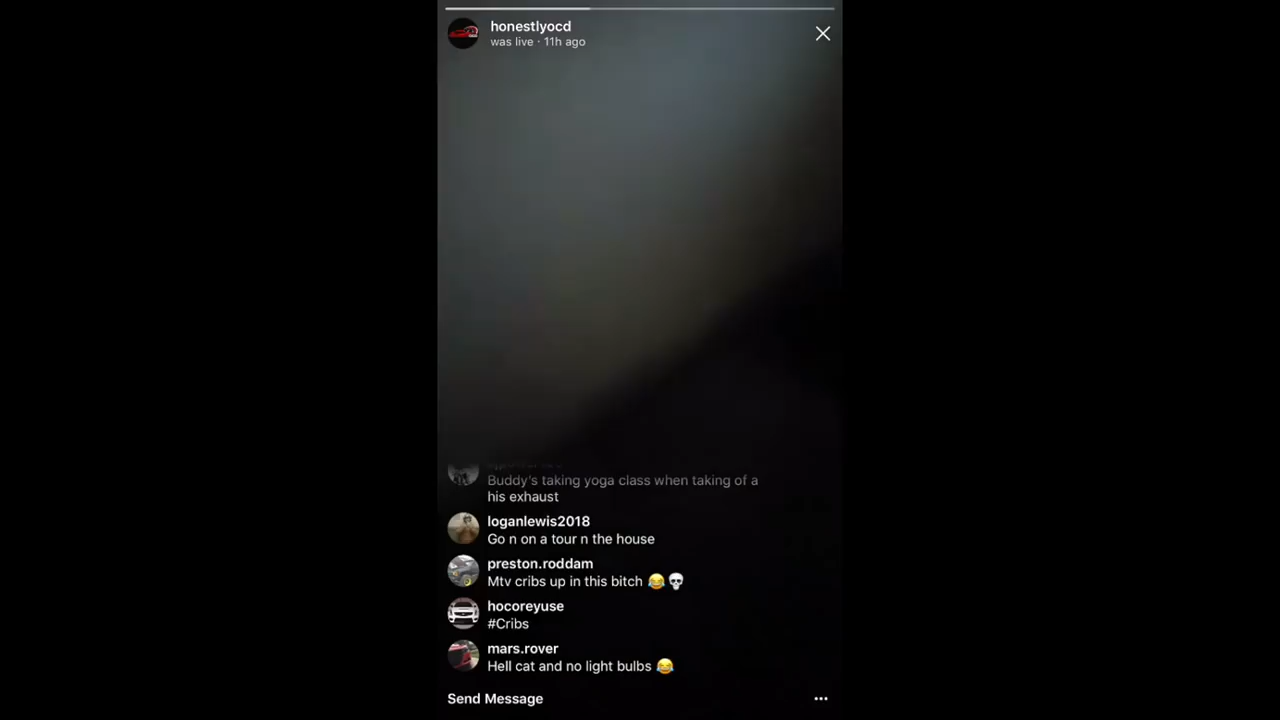 honestlyocd
was live · 11h ago
Buddy's taking yoga class when taking of a
his exhaust
loganlewis2018
Go n on a tour n the house
preston.roddam
Mtv cribs up in this bitch 😂💀
hocoreyuse
#Cribs
mars.rover
Hell cat and no light bulbs 😂
Send Message